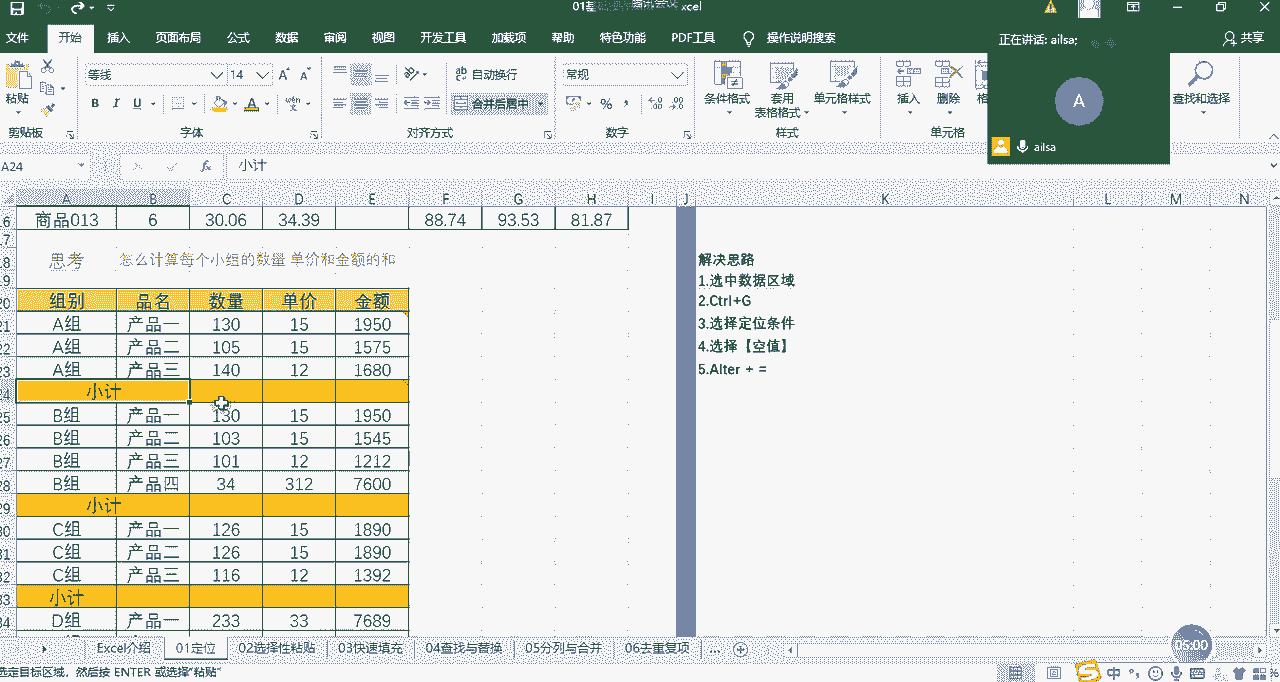 xcel
文件 开始 插入 页面布局 公式 数据 审阅 视图 开发工具 加载项 帮助 特色功能 PDF工具 操作说明搜索 正在讲话: ailsa; 共享
等线 14 自动换行 常规
粘贴 B I U 合并后居中 % 条件格式 套用 表格格式 单元格样式 插入 删除 格 查找和选择
剪贴板 字体 对齐方式 数字 样式 单元格
A
ailsa
A24 fx 小计
A B C D E F G H I J K L M N
商品013 6 30.06 34.39 88.74 93.53 81.87
思考 怎么计算每个小组的数量 单价和金额的和
组别 品名 数量 单价 金额
A组 产品一 130 15 1950
A组 产品二 105 15 1575
A组 产品三 140 12 1680
小计
B组 产品一 130 15 1950
B组 产品二 103 15 1545
B组 产品三 101 12 1212
B组 产品四 34 312 7600
小计
C组 产品一 126 15 1890
C组 产品二 126 15 1890
C组 产品三 116 12 1392
小计
D组 产品一 233 33 7689
解决思路
1.选中数据区域
2.Ctrl+G
3.选择定位条件
4.选择【空值】
5.Alter + =
Excel介绍 01定位 02选择性粘贴 03快速填充 04查找与替换 05分列与合并 06去重复项 ...
05:00
选定目标区域，然后按 ENTER 或选择"粘贴"
中